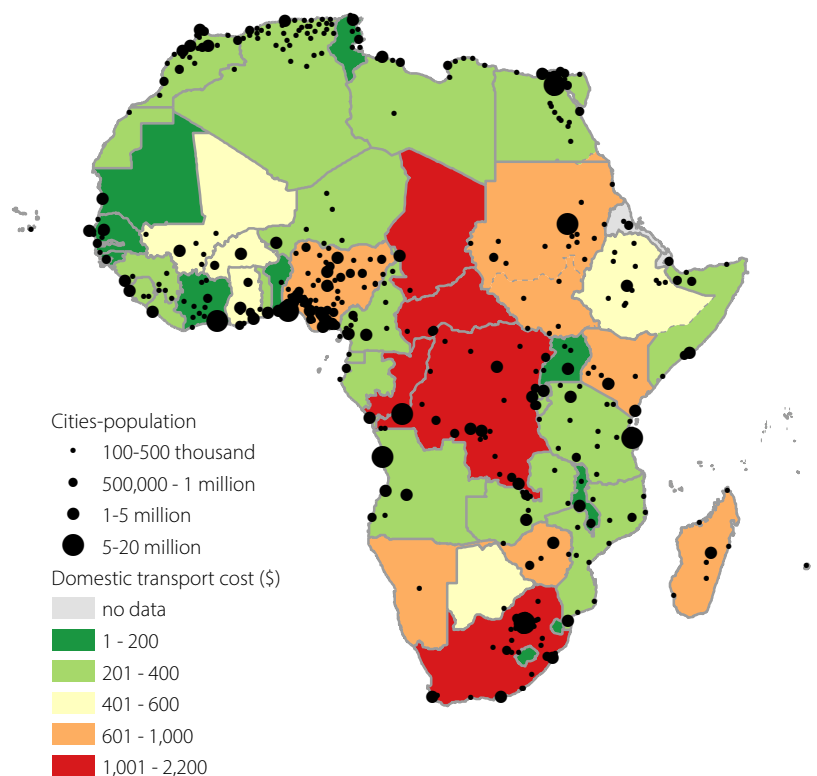 Cities-population
100-500 thousand
500,000 - 1 million
1-5 million
5-20 million
Domestic transport cost ($)
no data
1 - 200
201 - 400
401 - 600
601 - 1,000
1,001 - 2,200